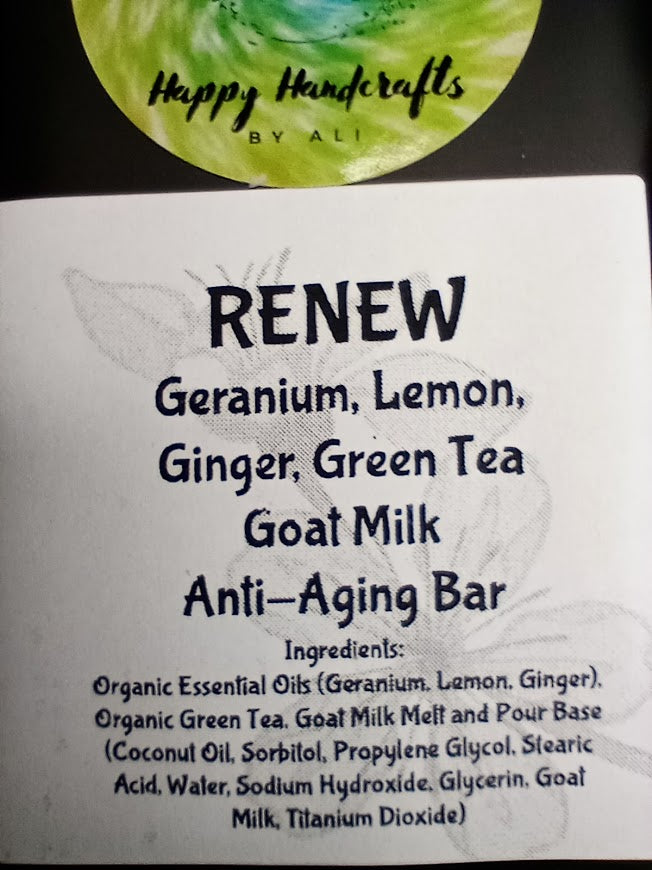 Happy Handcrafts
BY ALI
RENEW
Geranium, Lemon,
Ginger, Green Tea
Goat Milk
Anti-Aging Bar
Ingredients:
Organic Essential Oils (Geranium, Lemon, Ginger),
Organic Green Tea, Goat Milk Melt and Pour Base
(Coconut Oil, Sorbitol, Propylene Glycol, Stearic
Acid, Water, Sodium Hydroxide, Glycerin, Goat
Milk, Titanium Dioxide)